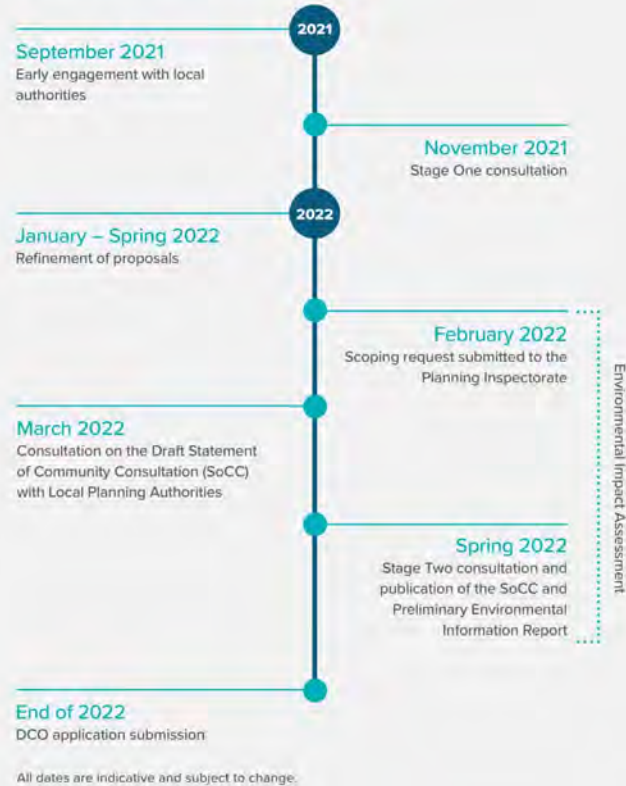 2021
September 2021
Early engagement with local
authorities
November 2021
Stage One consultation
2022
January – Spring 2022
Refinement of proposals
February 2022
Scoping request submitted to the
Planning Inspectorate
March 2022
Consultation on the Draft Statement
of Community Consultation (SoCC)
with Local Planning Authorities
Spring 2022
Stage Two consultation and
publication of the SoCC and
Preliminary Environmental
Information Report
Environmental Impact Assessment
End of 2022
DCO application submission
All dates are indicative and subject to change.